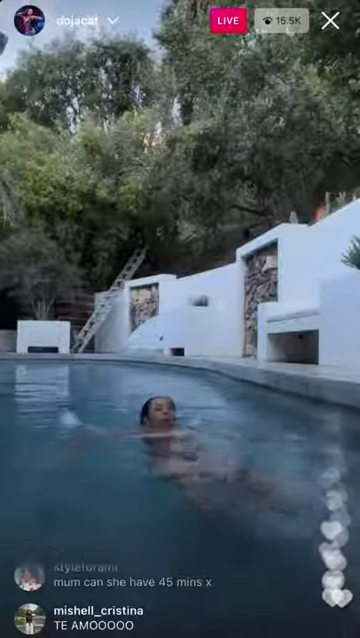 dojacat
LIVE
15.5K
mum can she have 45 mins x
mishell_cristina
TE AMOOOOO